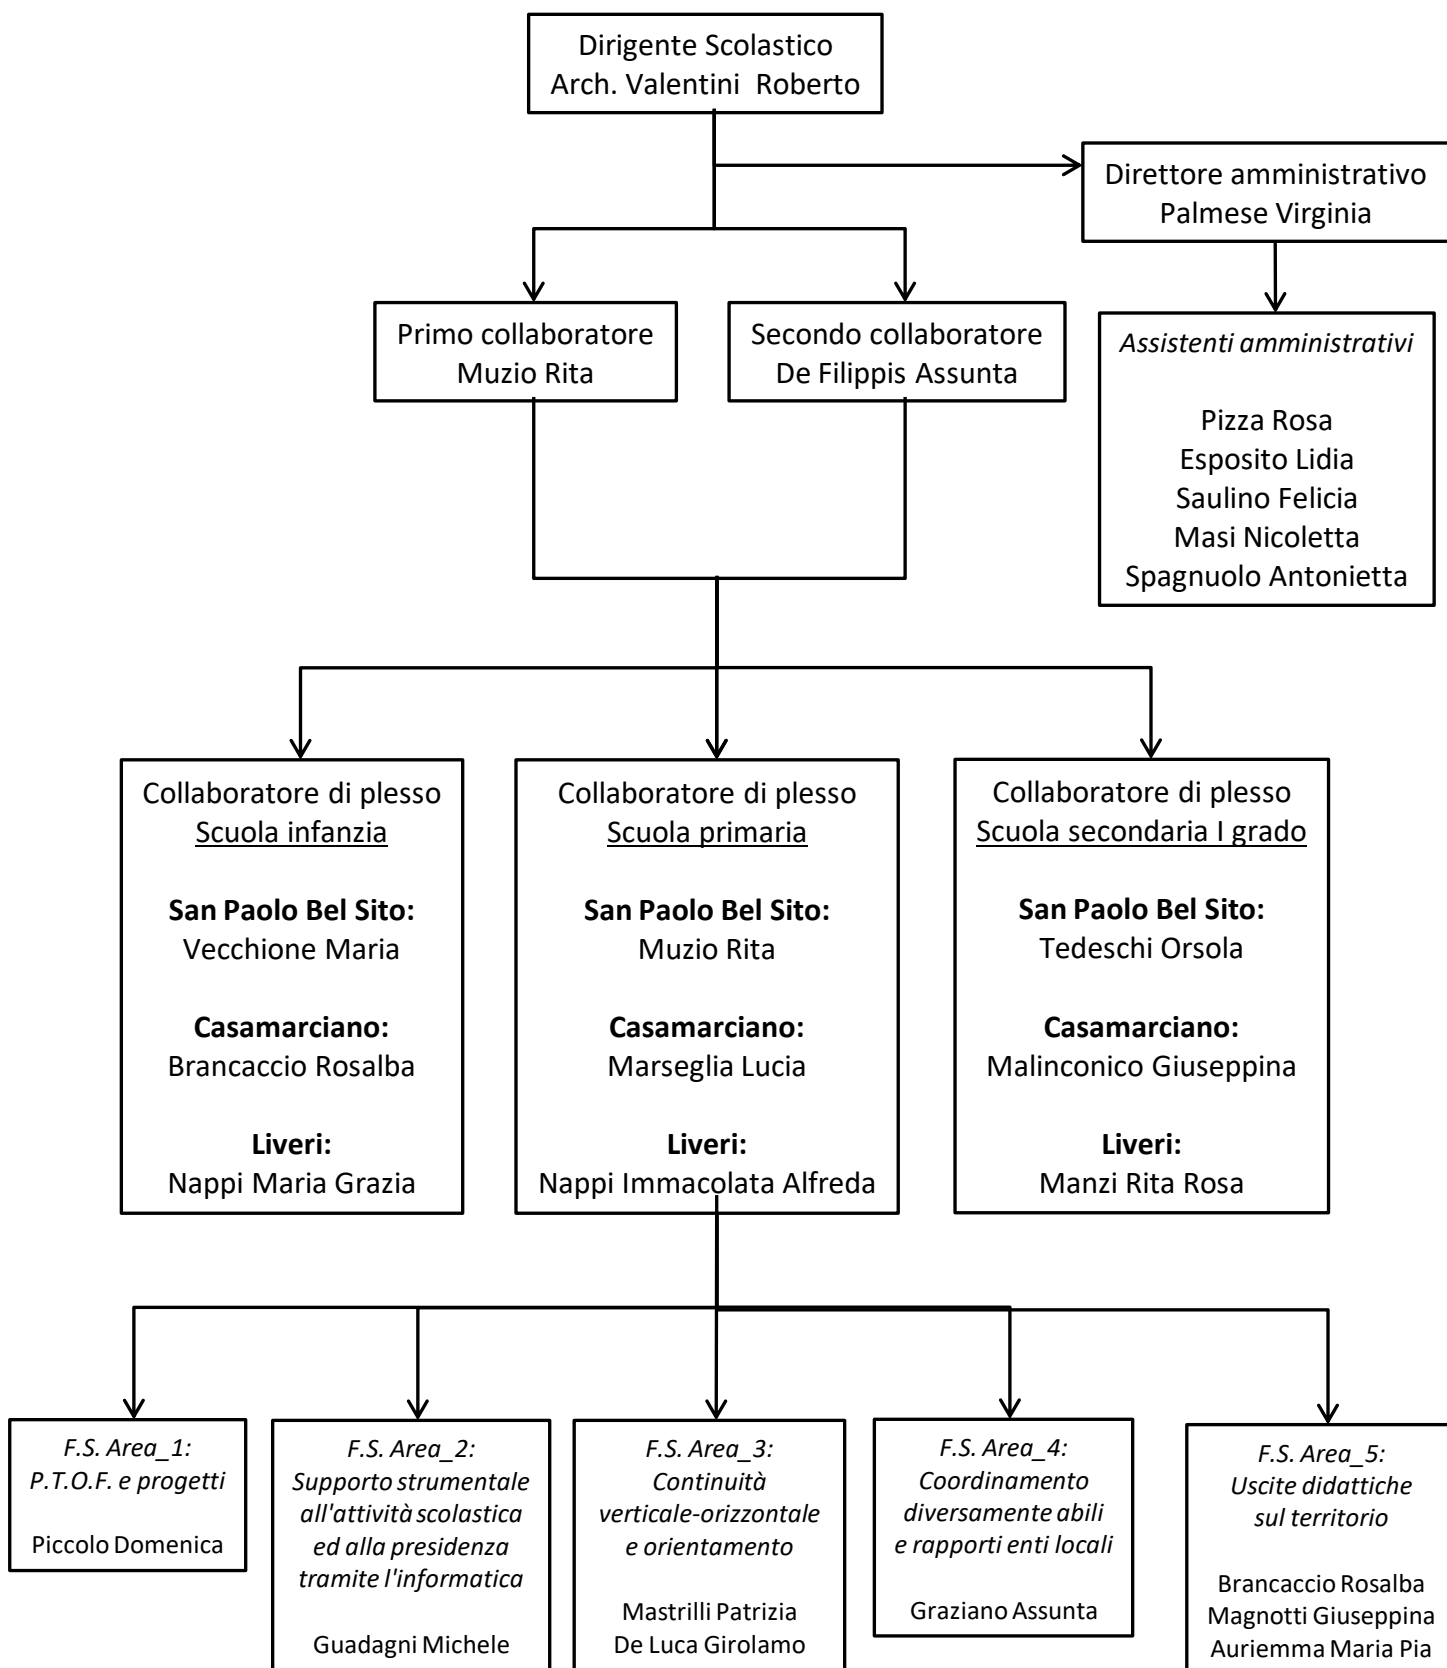 Dirigente Scolastico
Arch. Valentini  Roberto
Direttore amministrativo
Palmese Virginia
Primo collaboratore
Muzio Rita
Secondo collaboratore
De Filippis Assunta
Assistenti amministrativi
Pizza Rosa
Esposito Lidia
Saulino Felicia
Masi Nicoletta
Spagnuolo Antonietta
Collaboratore di plesso
Scuola infanzia
San Paolo Bel Sito:
Vecchione Maria
Casamarciano:
Brancaccio Rosalba
Liveri:
Nappi Maria Grazia
Collaboratore di plesso
Scuola primaria
San Paolo Bel Sito:
Muzio Rita
Casamarciano:
Marseglia Lucia
Liveri:
Nappi Immacolata Alfreda
Collaboratore di plesso
Scuola secondaria I grado
San Paolo Bel Sito:
Tedeschi Orsola
Casamarciano:
Malinconico Giuseppina
Liveri:
Manzi Rita Rosa
F.S. Area_1:
P.T.O.F. e progetti
Piccolo Domenica
F.S. Area_2:
Supporto strumentale
all'attività scolastica
ed alla presidenza
tramite l'informatica
Guadagni Michele
F.S. Area_3:
Continuità
verticale-orizzontale
e orientamento
Mastrilli Patrizia
De Luca Girolamo
F.S. Area_4:
Coordinamento
diversamente abili
e rapporti enti locali
Graziano Assunta
F.S. Area_5:
Uscite didattiche
sul territorio
Brancaccio Rosalba
Magnotti Giuseppina
Auriemma Maria Pia